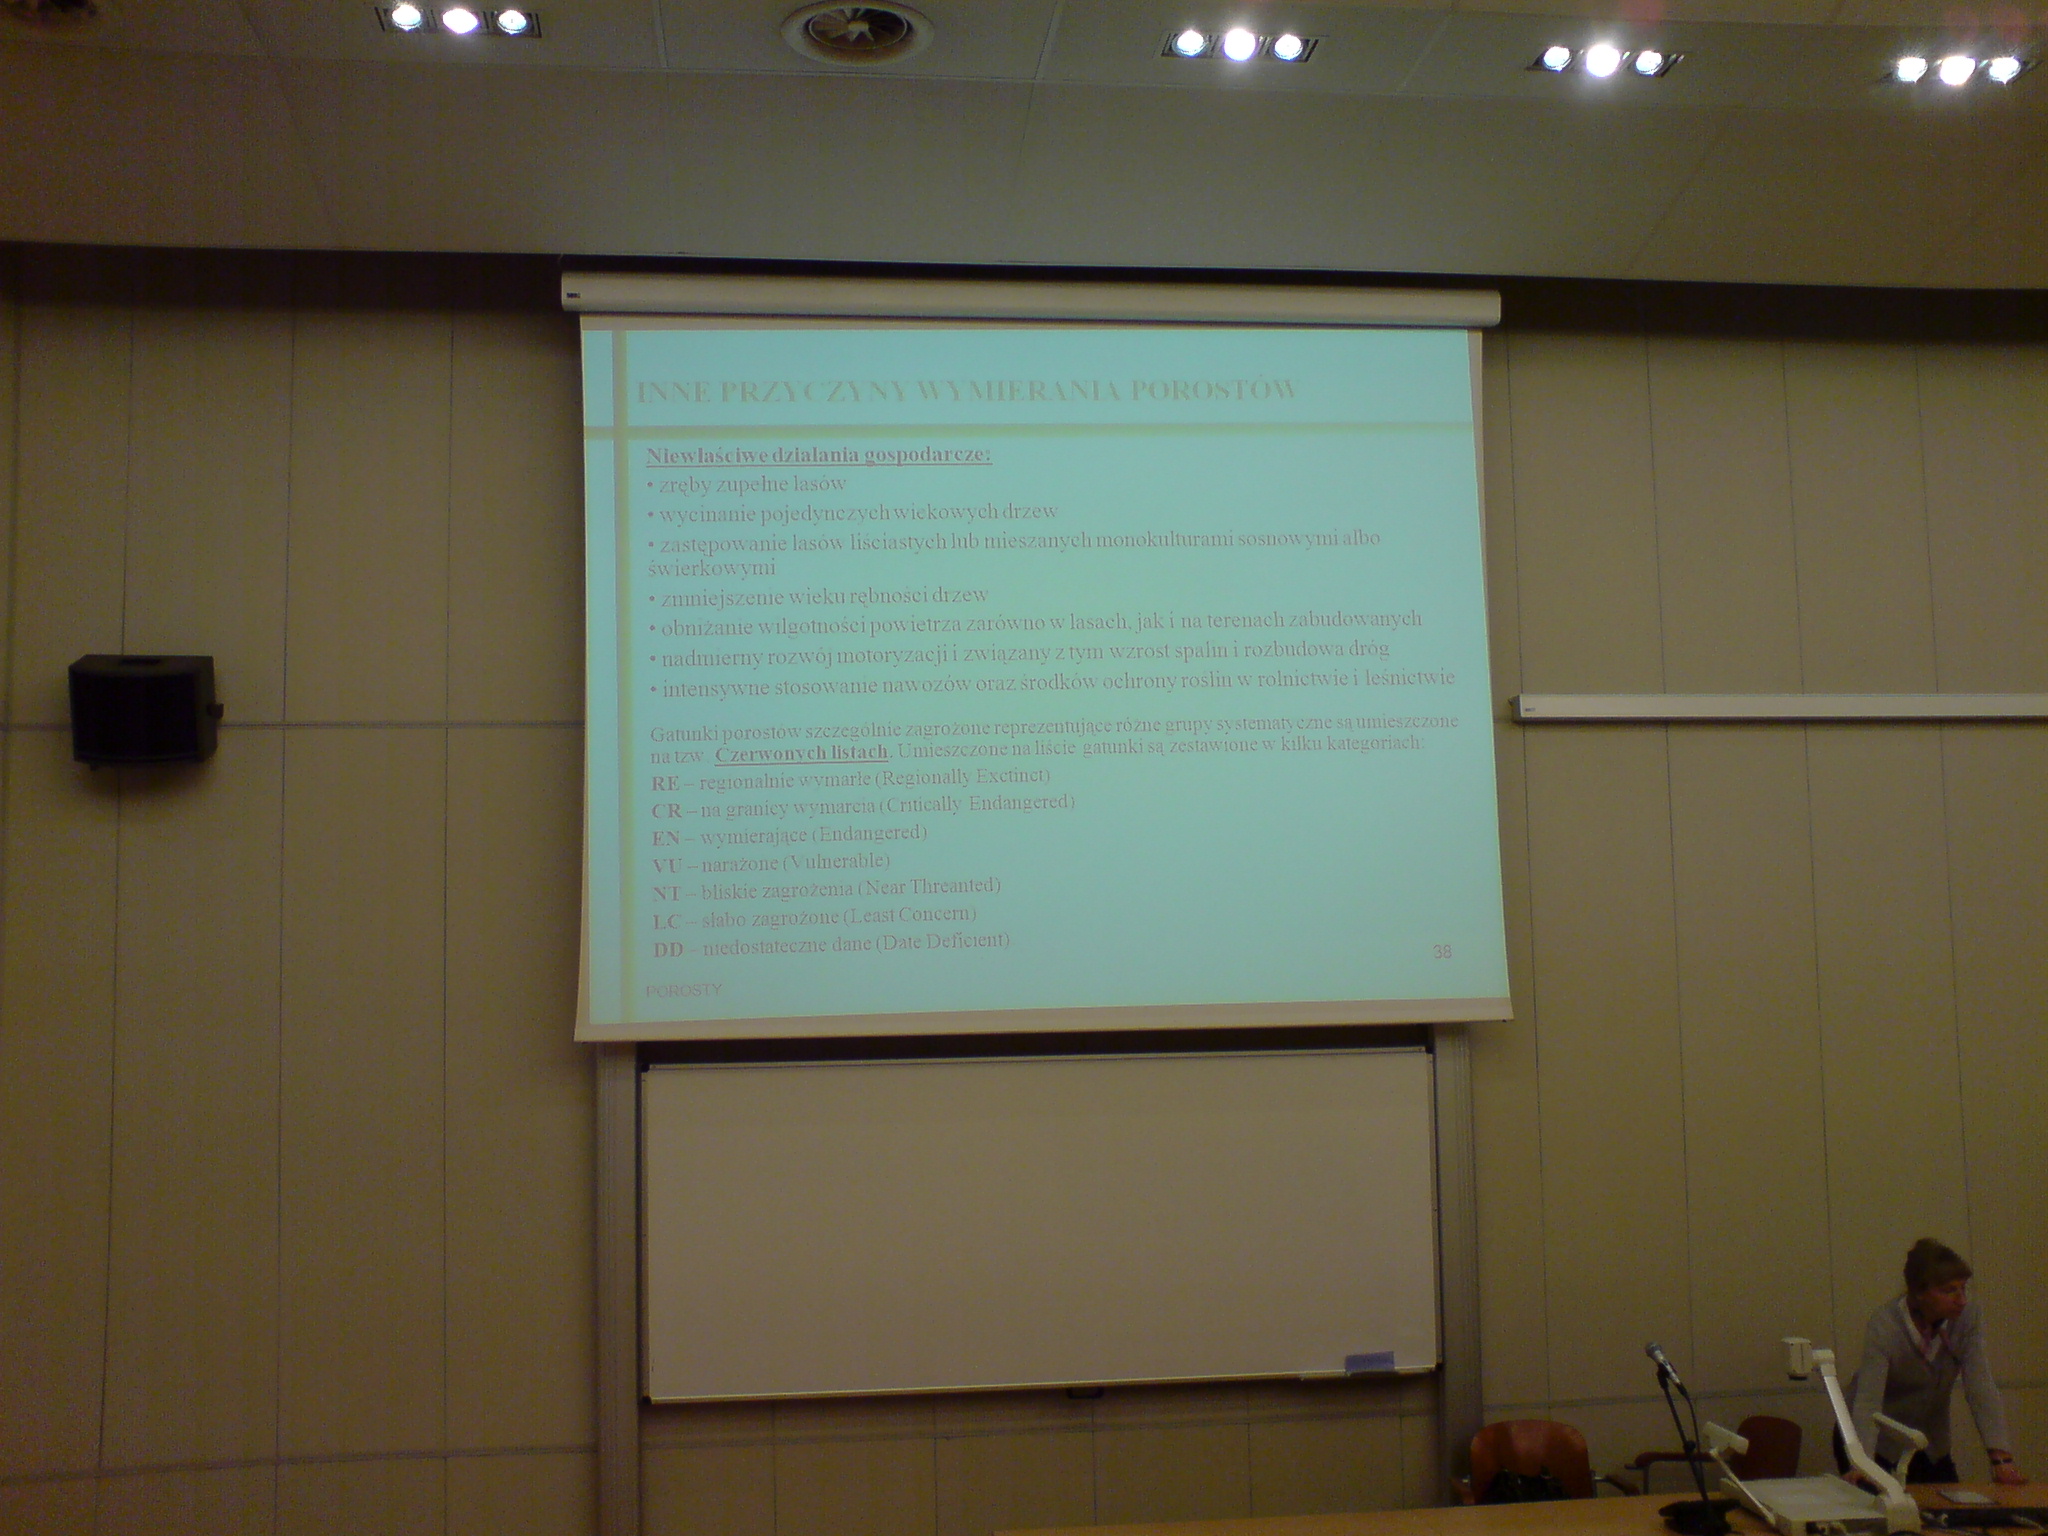 INNE PRZYCZYNY WYMIERANIA POROSTÓW
Niewłaściwe działania gospodarcze:
• zręby zupełne lasów
• wycinanie pojedynczych wiekowych drzew
• zastępowanie lasów liściastych lub mieszanych monokulturami sosnowymi albo
świerkowymi
• zmniejszenie wieku rębności drzew
• obniżanie wilgotności powietrza zarówno w lasach, jak i na terenach zabudowanych
• nadmierny rozwój motoryzacji i związany z tym wzrost spalin i rozbudowa dróg
• intensywne stosowanie nawozów oraz środków ochrony roślin w rolnictwie i leśnictwie
Gatunki porostów szczególnie zagrożone reprezentujące różne grupy systematyczne są umieszczone
na tzw. Czerwonych listach. Umieszczone na liście gatunki są zestawione w kilku kategoriach:
RE – regionalnie wymarłe (Regionally Exctinct)
CR – na granicy wymarcia (Critically Endangered)
EN – wymierające (Endangered)
VU – narażone (Vulnerable)
NT – bliskie zagrożenia (Near Threanted)
LC – słabo zagrożone (Least Concern)
DD – niedostateczne dane (Date Deficient)
38
POROSTY